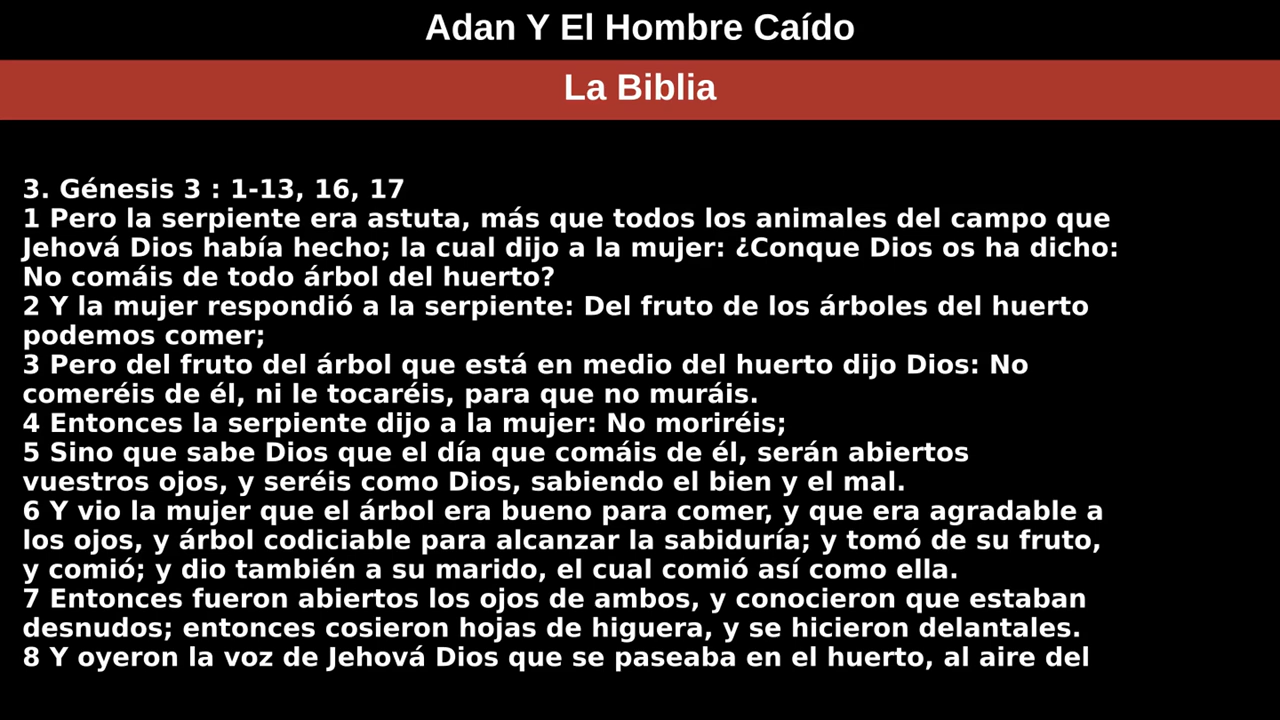 Adan Y El Hombre Caído
La Biblia
3. Génesis 3 : 1-13, 16, 17
1 Pero la serpiente era astuta, más que todos los animales del campo que
Jehová Dios había hecho; la cual dijo a la mujer: ¿Conque Dios os ha dicho:
No comáis de todo árbol del huerto?
2 Y la mujer respondió a la serpiente: Del fruto de los árboles del huerto
podemos comer;
3 Pero del fruto del árbol que está en medio del huerto dijo Dios: No
comeréis de él, ni le tocaréis, para que no muráis.
4 Entonces la serpiente dijo a la mujer: No moriréis;
5 Sino que sabe Dios que el día que comáis de él, serán abiertos
vuestros ojos, y seréis como Dios, sabiendo el bien y el mal.
6 Y vio la mujer que el árbol era bueno para comer, y que era agradable a
los ojos, y árbol codiciable para alcanzar la sabiduría; y tomó de su fruto,
y comió; y dio también a su marido, el cual comió así como ella.
7 Entonces fueron abiertos los ojos de ambos, y conocieron que estaban
desnudos; entonces cosieron hojas de higuera, y se hicieron delantales.
8 Y oyeron la voz de Jehová Dios que se paseaba en el huerto, al aire del